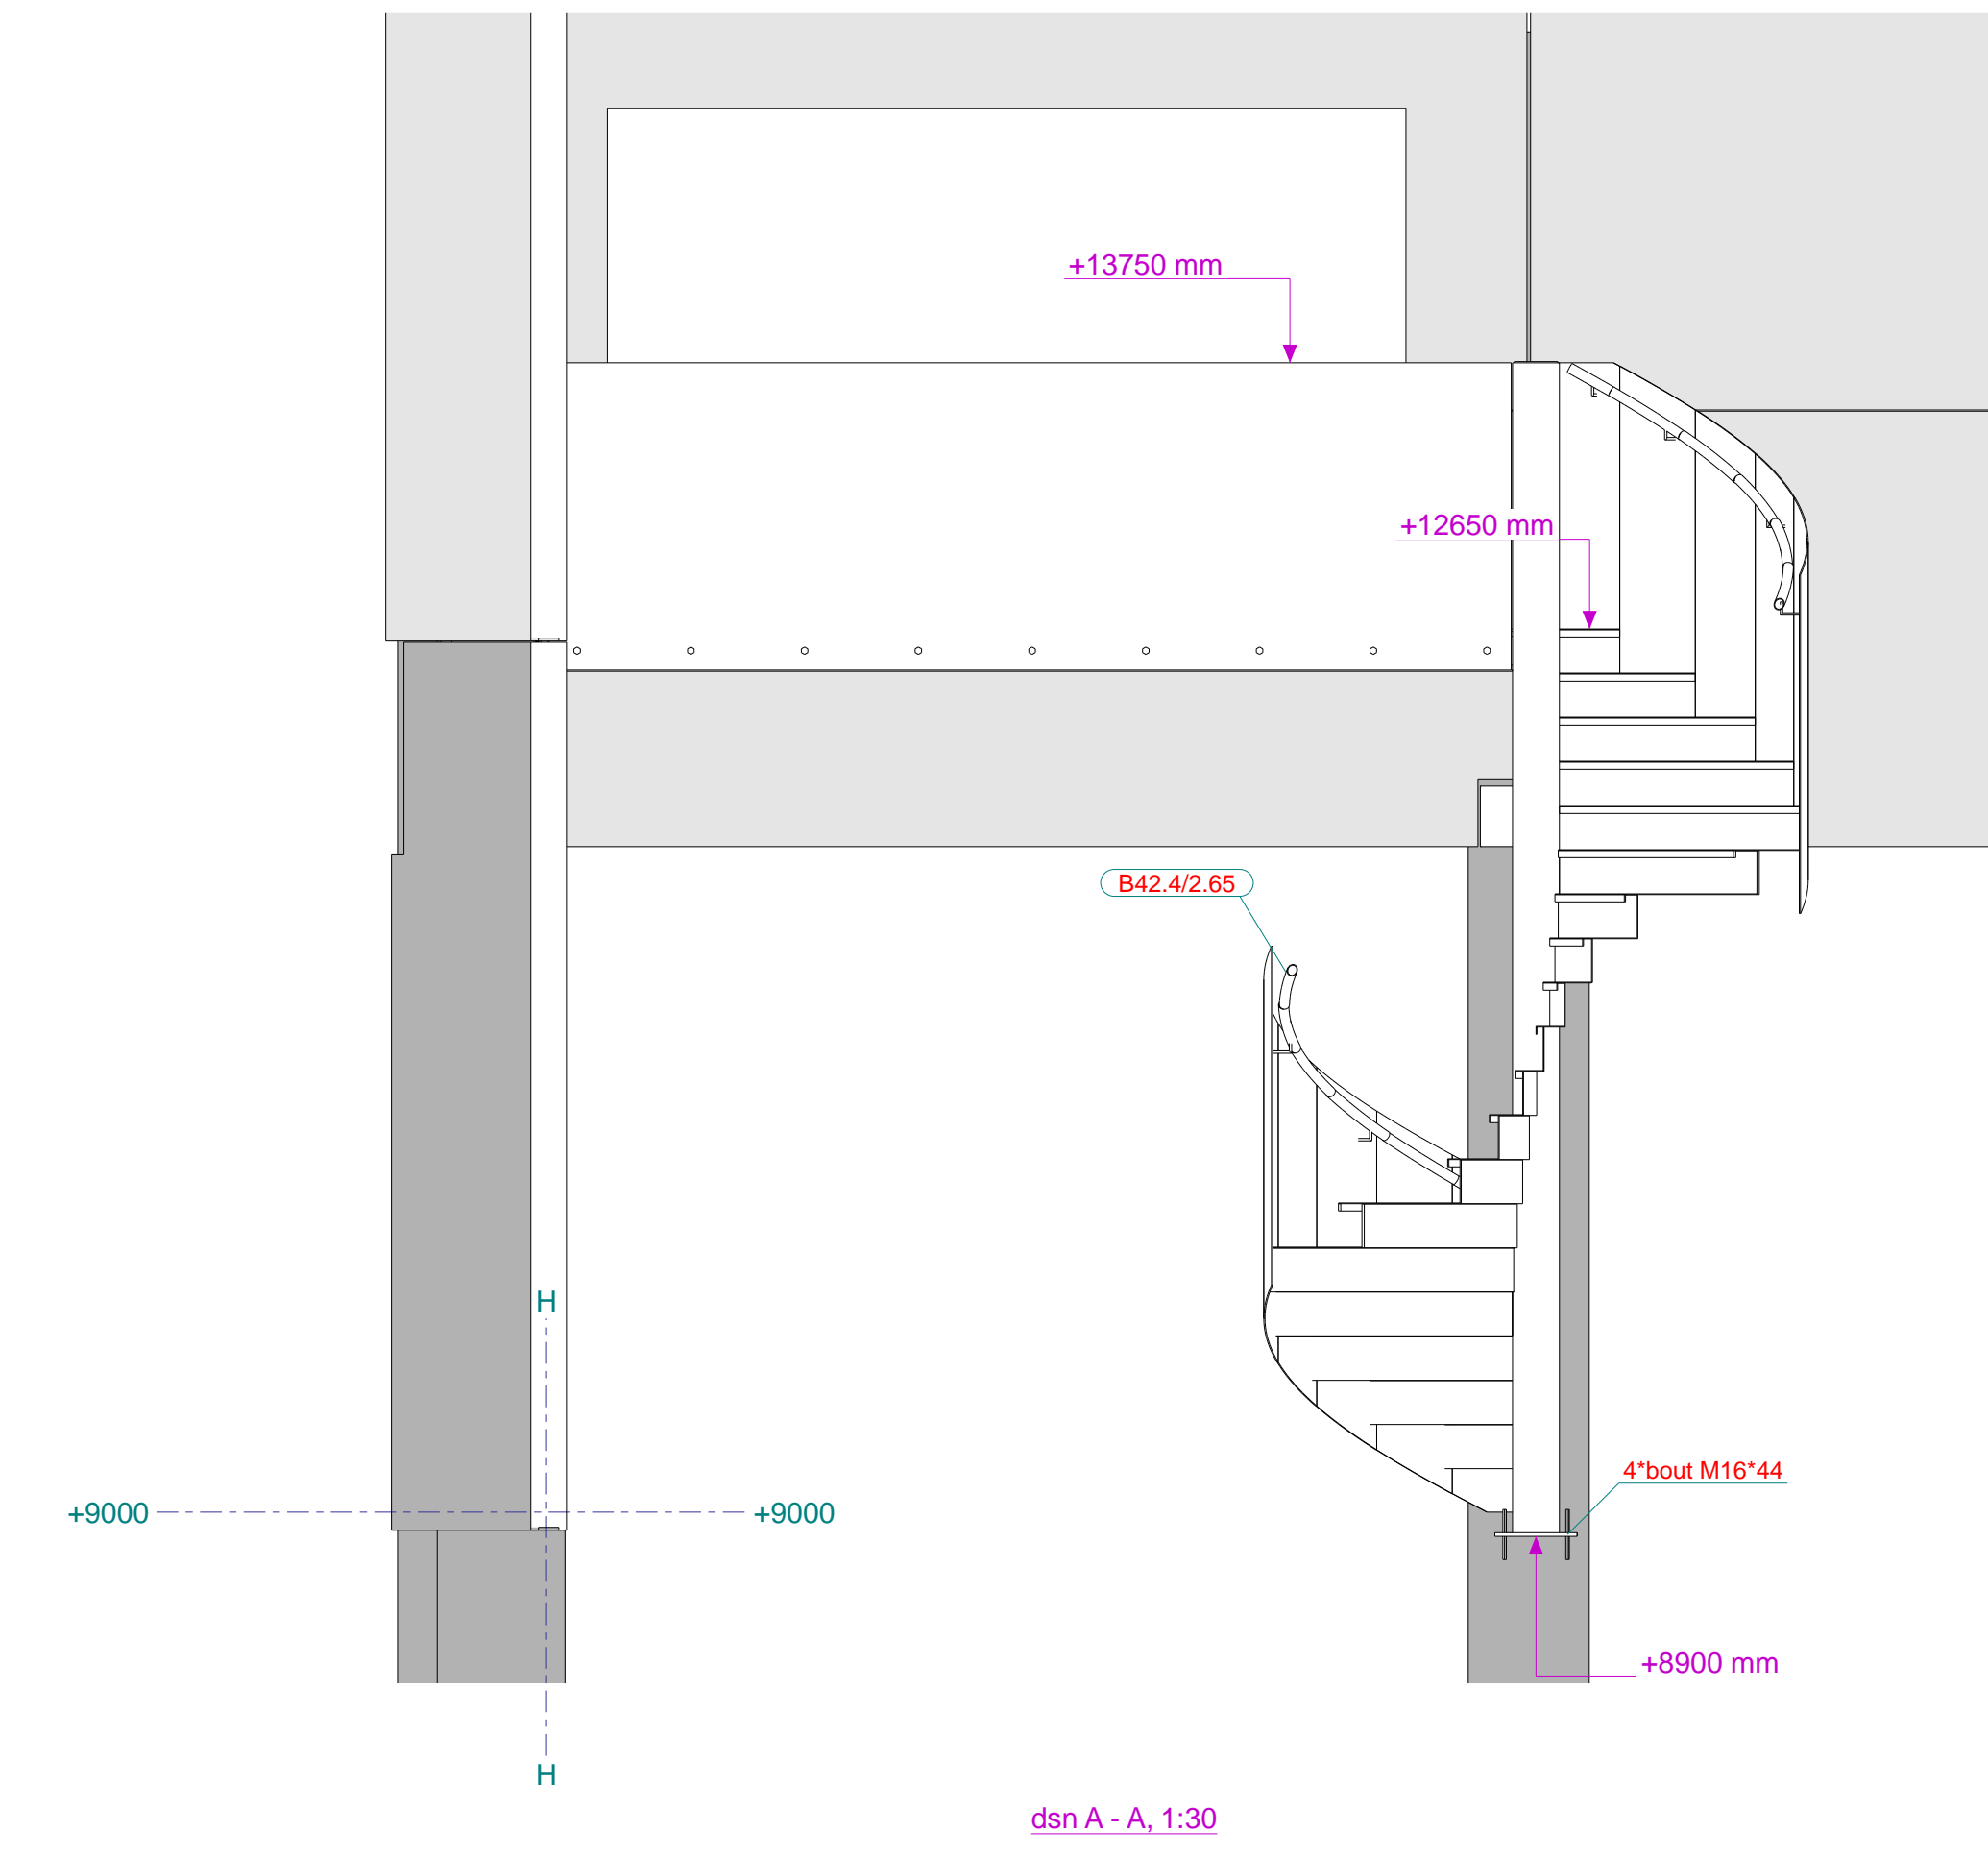 +13750 mm
+12650 mm
B42.4/2.65
H
4*bout M16*44
+9000
+9000
+8900 mm
H
dsn A - A, 1:30